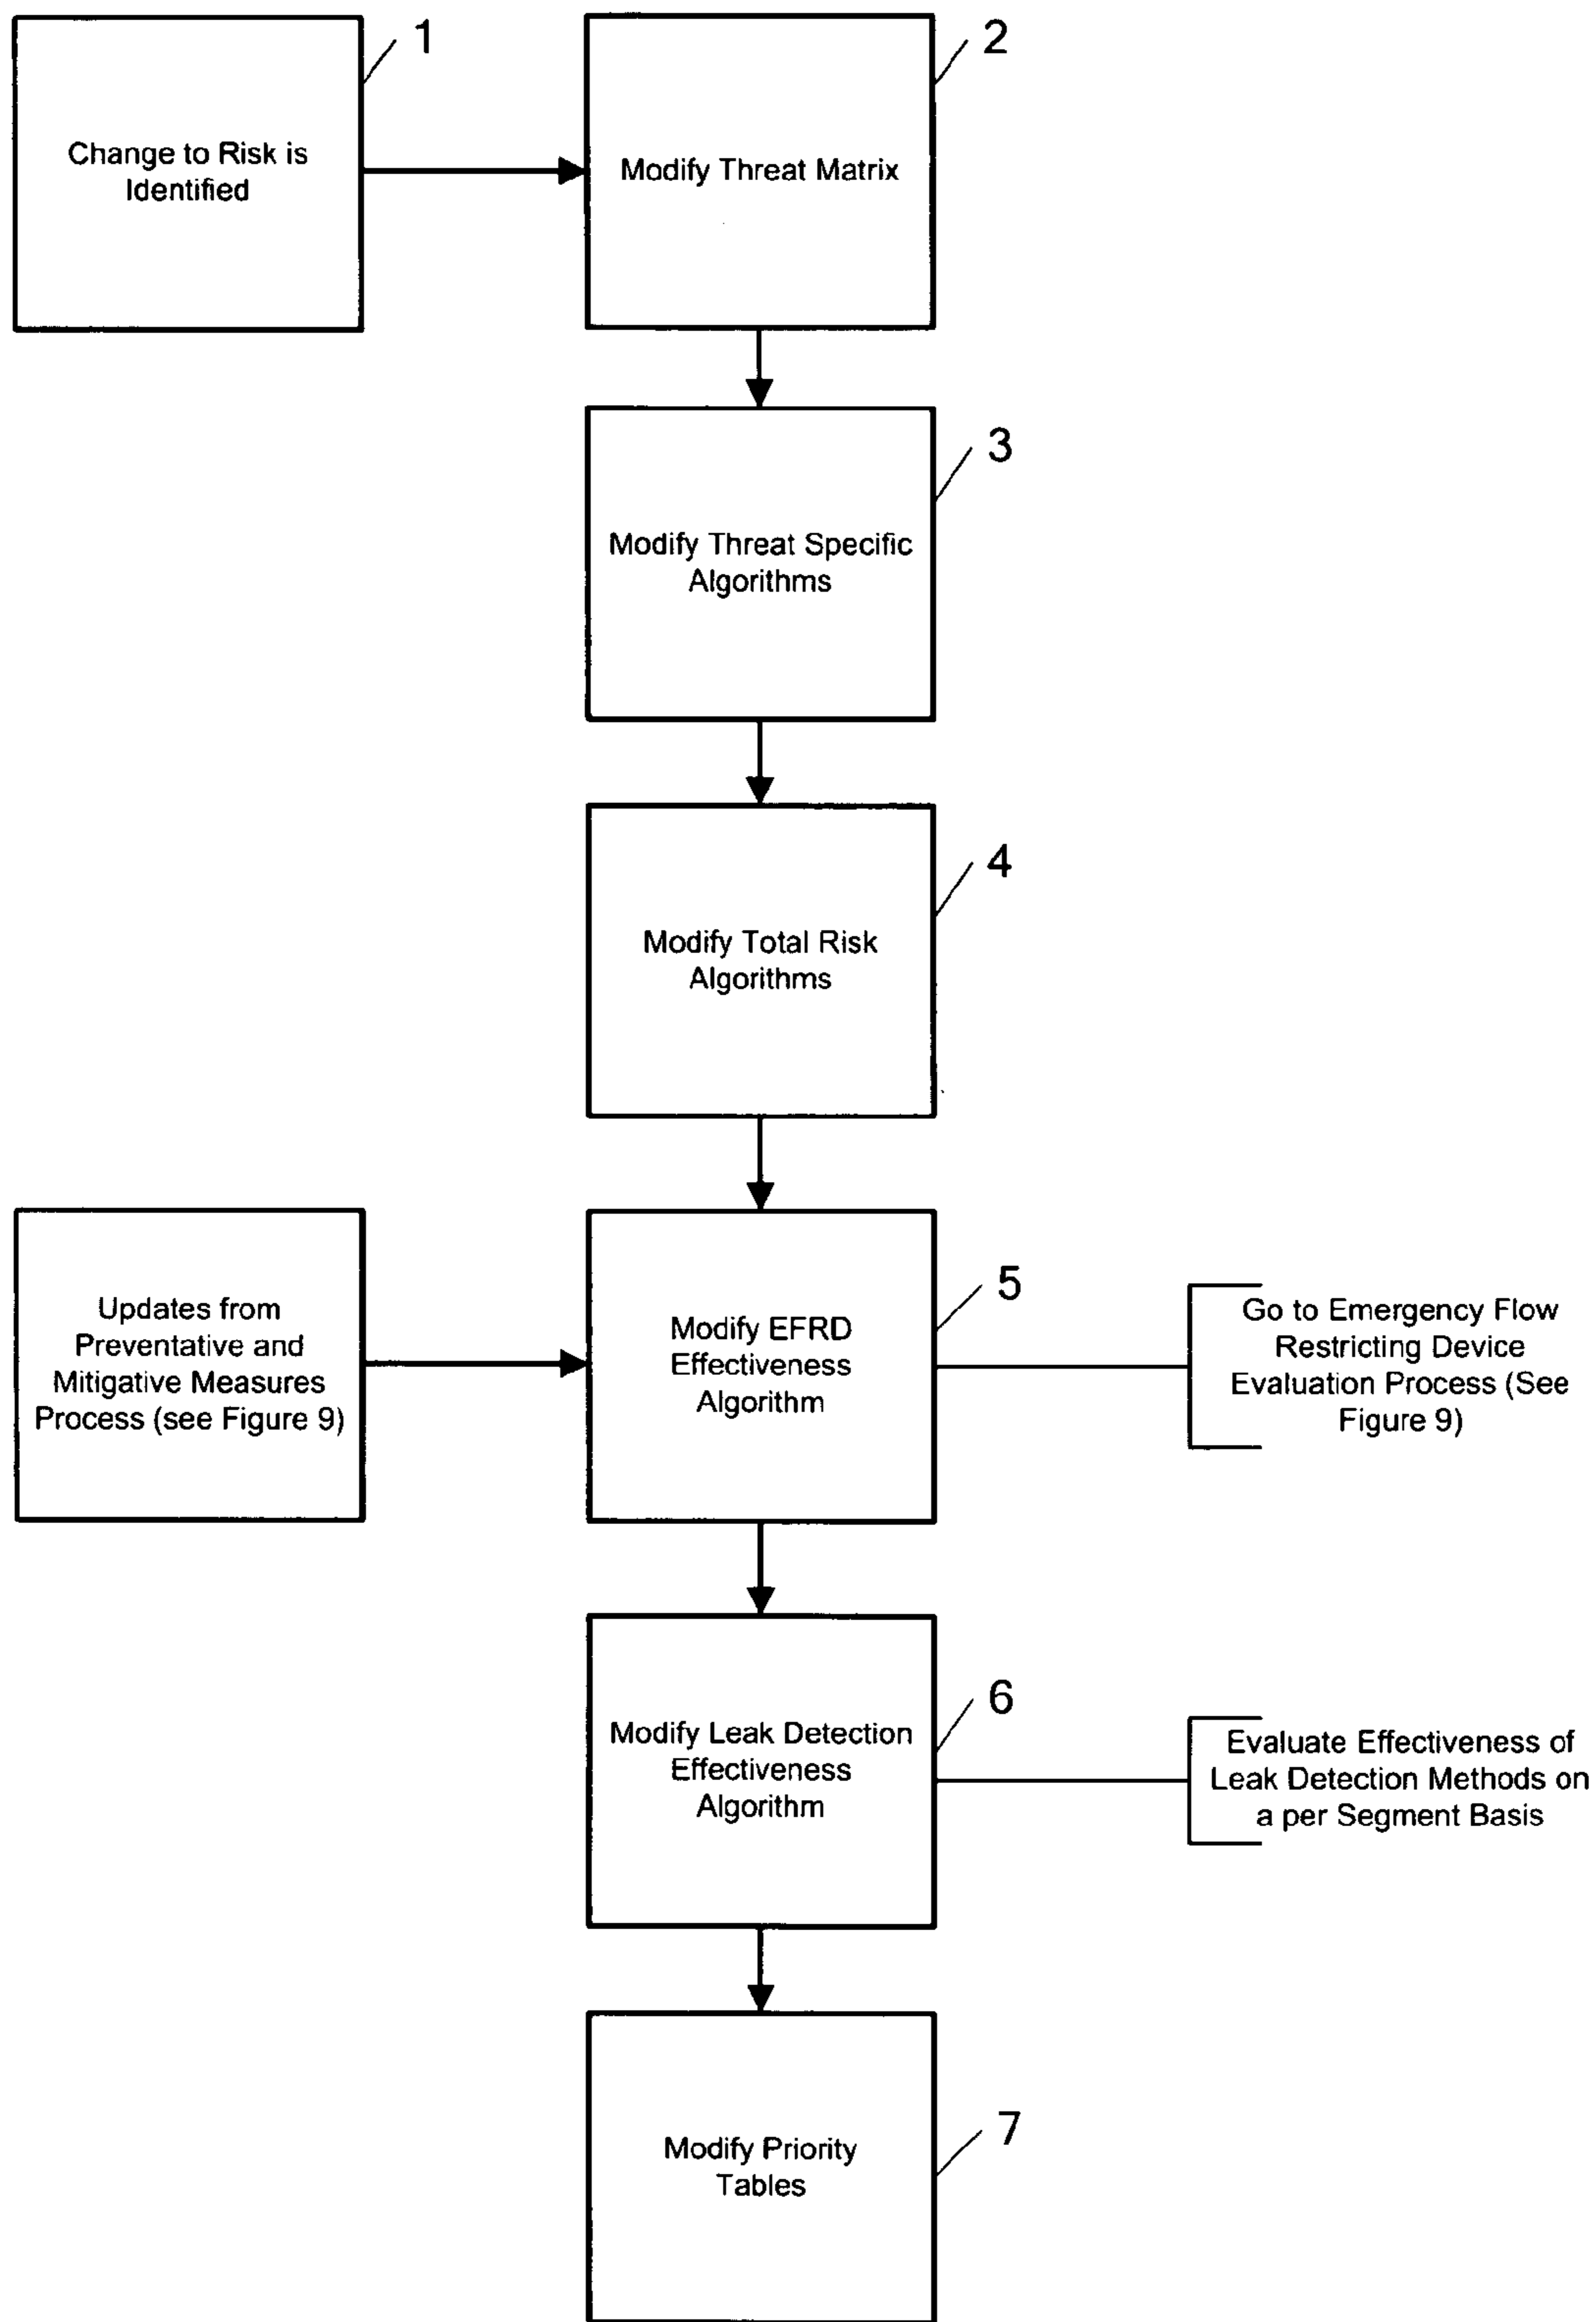 1
Change to Risk is
Identified
2
Modify Threat Matrix
3
Modify Threat Specific
Algorithms
4
Modify Total Risk
Algorithms
Updates from
Preventative and
Mitigative Measures
Process (see Figure 9)
5
Modify EFRD
Effectiveness
Algorithm
Go to Emergency Flow
Restricting Device
Evaluation Process (See
Figure 9)
6
Modify Leak Detection
Effectiveness
Algorithm
Evaluate Effectiveness of
Leak Detection Methods on
a per Segment Basis
7
Modify Priority
Tables